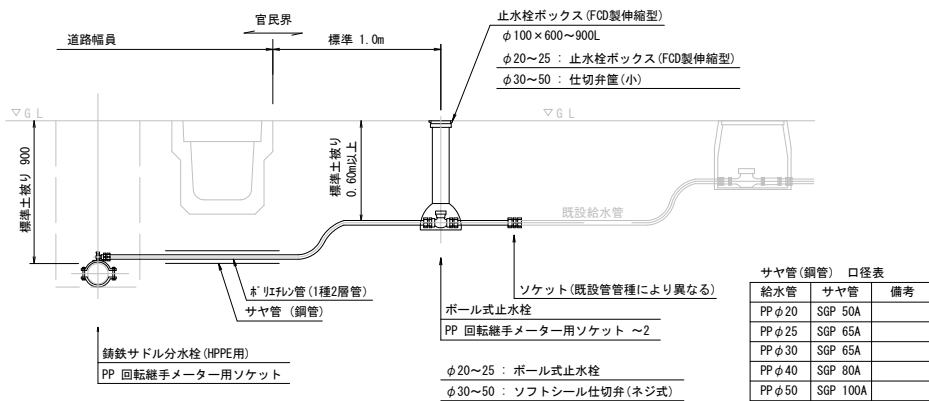 官民界
道路幅員
標準 1.0m
止水栓ボックス(FCD製伸縮型)
φ100×600～900L
φ20～25 : 止水栓ボックス(FCD製伸縮型)
φ30～50 : 仕切弁筐(小)
▽G L
▽G L
標準土被り 900
標準土被り
0.60m以上
既設給水管
ポリエチレン管(1種2層管)
サヤ管 (鋼管)
ソケット(既設管管種により異なる)
ボール式止水栓
PP 回転継手メーター用ソケット ～2
鋳鉄サドル分水栓(HPPE用)
PP 回転継手メーター用ソケット
φ20～25 : ボール式止水栓
φ30～50 : ソフトシール仕切弁(ネジ式)
サヤ管(鋼管) 口径表
給水管 サヤ管 備考
PPφ20 SGP 50A
PPφ25 SGP 65A
PPφ30 SGP 65A
PPφ40 SGP 80A
PPφ50 SGP 100A